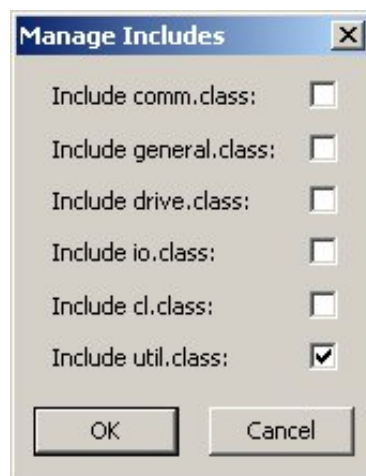 Manage Includes
Include comm.class:
Include general.class:
Include drive.class:
Include io.class:
Include cl.class:
Include util.class:
OK Cancel